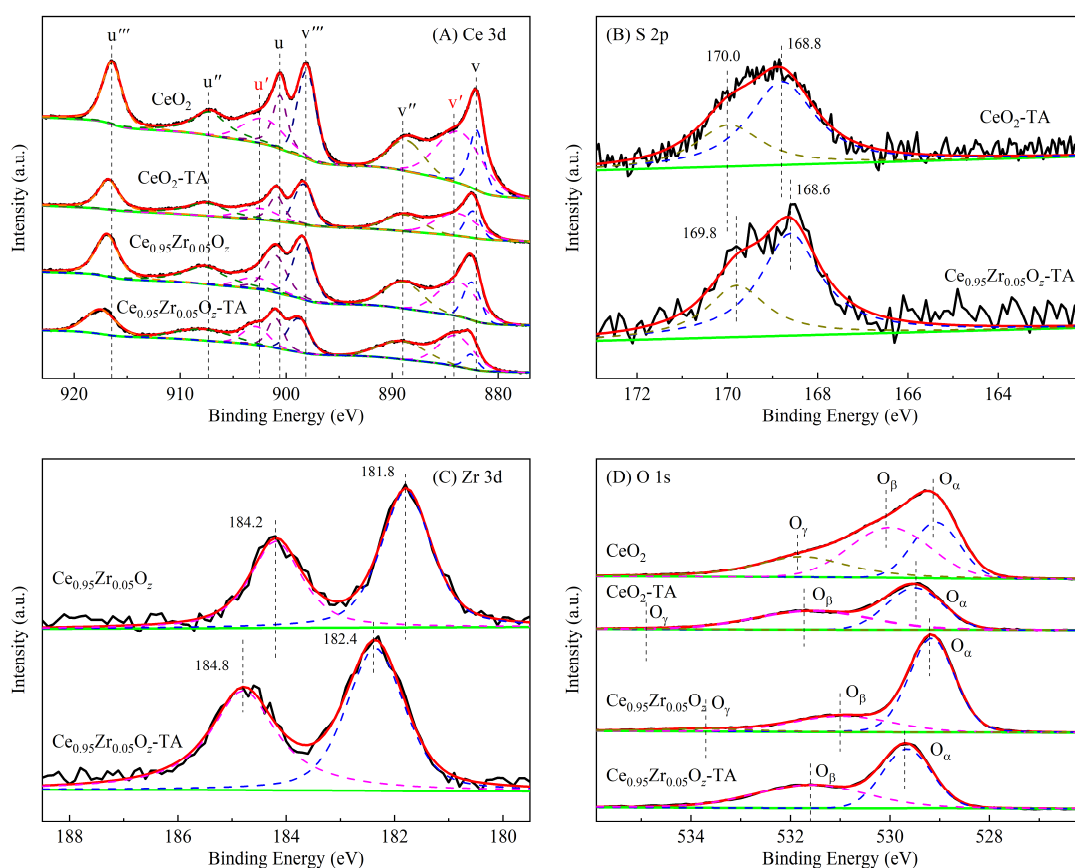 (A) Ce 3d
u''' u'' u' u v''' v'' v' v
CeO₂
CeO₂-TA
Ce₀.₉₅Zr₀.₀₅O𝓏
Ce₀.₉₅Zr₀.₀₅O𝓏-TA
Intensity (a.u.)
920 910 900 890 880
Binding Energy (eV)
(B) S 2p
170.0 168.8
CeO₂-TA
168.6
169.8
Ce₀.₉₅Zr₀.₀₅O𝓏-TA
Intensity (a.u.)
172 170 168 166 164
Binding Energy (eV)
(C) Zr 3d
181.8
184.2
Ce₀.₉₅Zr₀.₀₅O𝓏
182.4
184.8
Ce₀.₉₅Zr₀.₀₅O𝓏-TA
Intensity (a.u.)
188 186 184 182 180
Binding Energy (eV)
(D) O 1s
Oγ Oβ Oα
CeO₂
CeO₂-TA
Oγ Oβ Oα
Ce₀.₉₅Zr₀.₀₅O₂ Oγ Oβ Oα
Ce₀.₉₅Zr₀.₀₅O𝓏-TA Oβ Oα
Intensity (a.u.)
534 532 530 528
Binding Energy (eV)